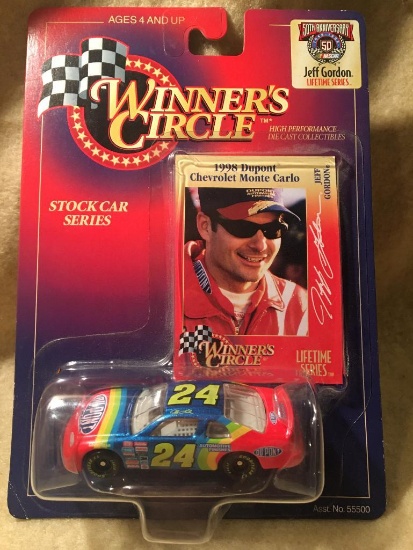 AGES 4 AND UP
50TH ANNIVERSARY
50
NASCAR
Jeff Gordon
LIFETIME SERIES
WINNER'S
CIRCLE™
HIGH PERFORMANCE
DIE CAST COLLECTIBLES
STOCK CAR
SERIES
1998 Dupont
Chevrolet Monte Carlo
JEFF
GORDON
WINNER'S
CIRCLE
LIFETIME
SERIES
24
DUPONT
24
DUPONT
Asst. No. 55500